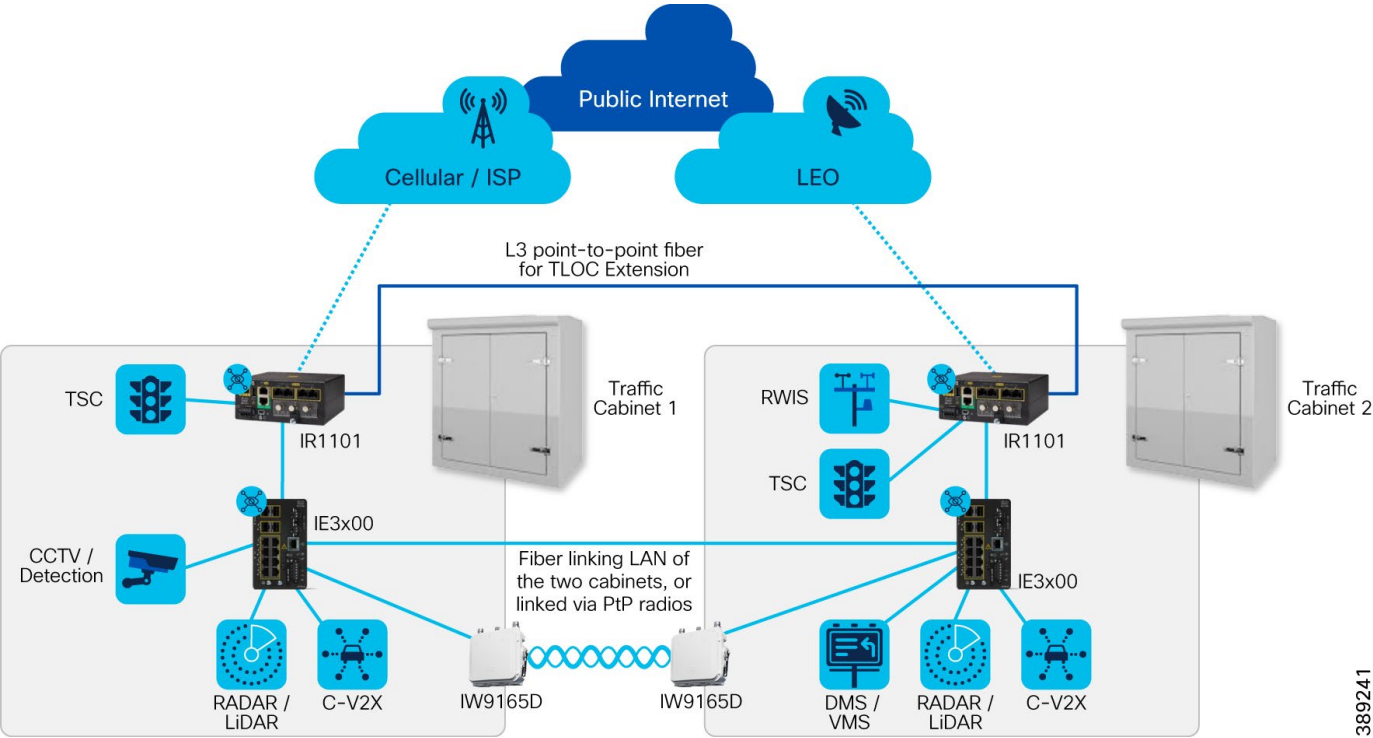 Public Internet
Cellular / ISP
LEO
L3 point-to-point fiber
for TLOC Extension
TSC
IR1101
Traffic
Cabinet 1
RWIS
TSC
IR1101
Traffic
Cabinet 2
IE3x00
CCTV /
Detection
Fiber linking LAN of
the two cabinets, or
linked via PtP radios
IE3x00
RADAR /
LiDAR
C-V2X
IW9165D
IW9165D
DMS /
VMS
RADAR /
LiDAR
C-V2X
389241